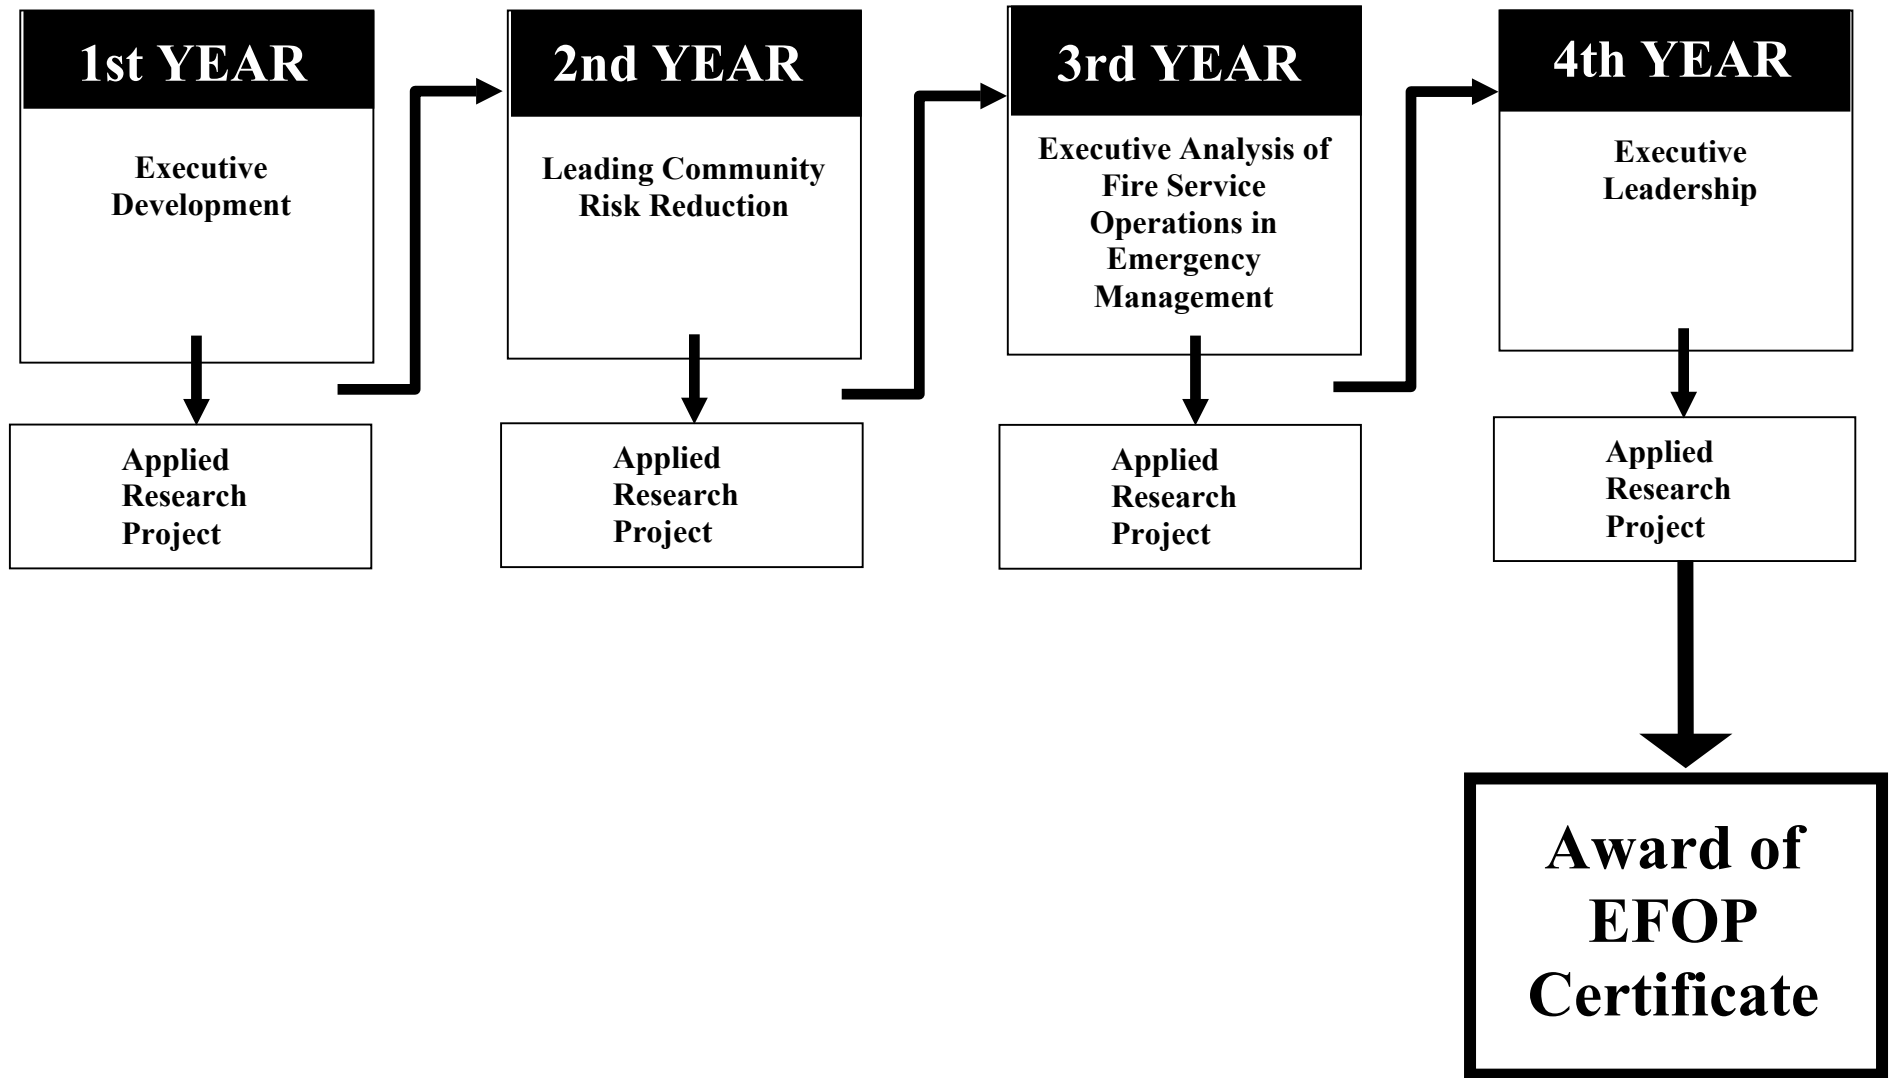 1st YEAR
Executive
Development
Applied
Research
Project
2nd YEAR
Leading Community
Risk Reduction
Applied
Research
Project
3rd YEAR
Executive Analysis of
Fire Service
Operations in
Emergency
Management
Applied
Research
Project
4th YEAR
Executive
Leadership
Applied
Research
Project
Award of
EFOP
Certificate